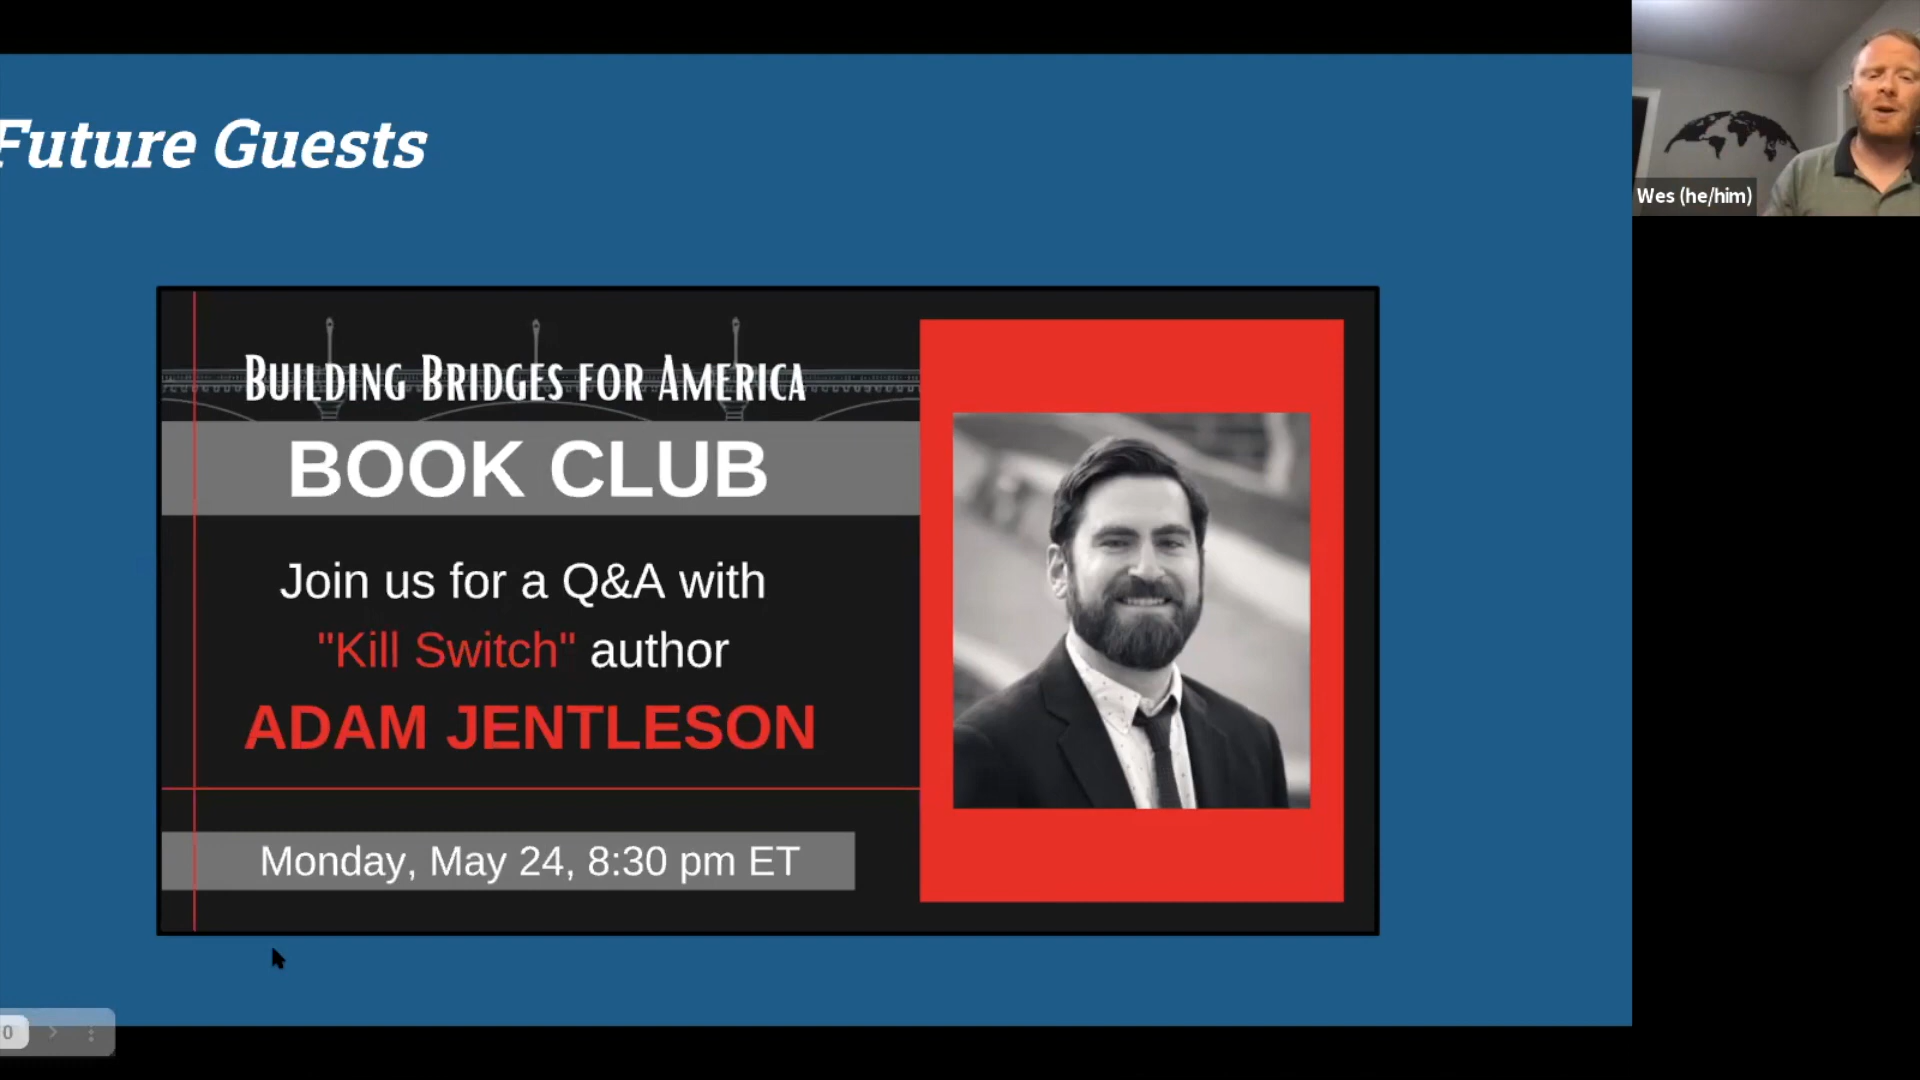 Future Guests
Wes (he/him)
BUILDING BRIDGES FOR AMERICA
BOOK CLUB
Join us for a Q&A with
"Kill Switch" author
ADAM JENTLESON
Monday, May 24, 8:30 pm ET
0